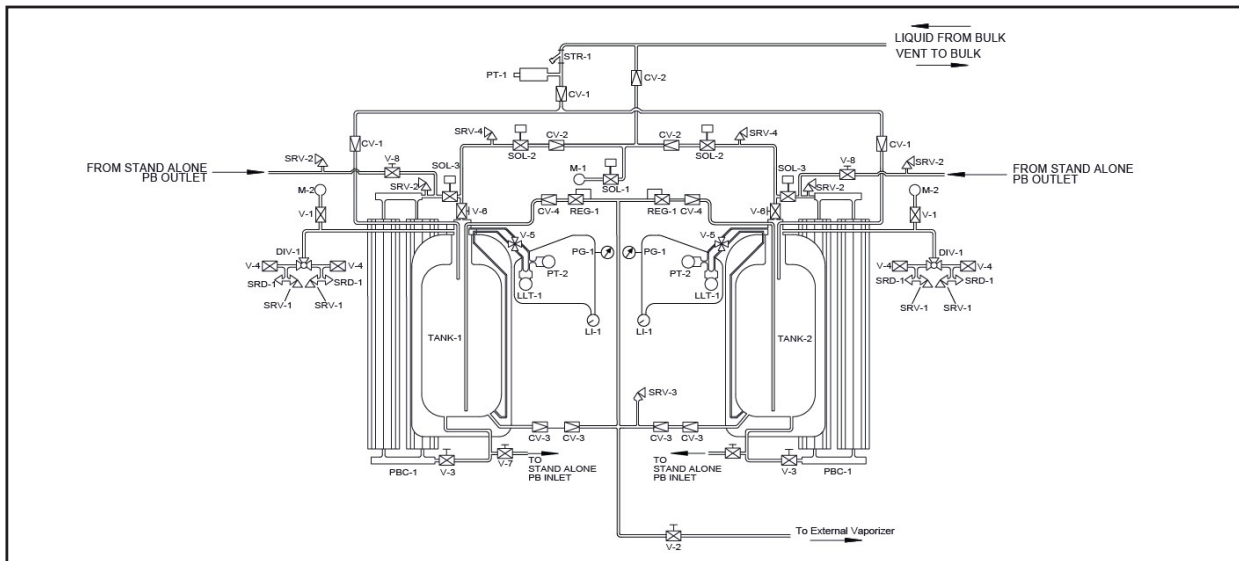 LIQUID FROM BULK
VENT TO BULK
STR-1
PT-1
CV-2
CV-1
SRV-4
CV-2
CV-2
SRV-4
CV-1
CV-1
SOL-2
SOL-2
SRV-2
V-8
SOL-3
M-1
SOL-1
SOL-3
V-8
SRV-2
FROM STAND ALONE
PB OUTLET
FROM STAND ALONE
PB OUTLET
SRV-2
SRV-2
M-2
M-2
V-6
CV-4
REG-1
REG-1
CV-4
V-6
V-1
V-1
V-5
V-5
DIV-1
PG-1
PG-1
DIV-1
V-4
V-4
PT-2
PT-2
V-4
V-4
SRD-1
SRD-1
LLT-1
LLT-1
SRD-1
SRD-1
SRV-1
SRV-1
SRV-1
SRV-1
LI-1
LI-1
TANK-1
TANK-2
SRV-3
CV-3
CV-3
CV-3
CV-3
PBC-1
V-3
V-7
TO
STAND ALONE
PB INLET
TO
STAND ALONE
PB INLET
V-3
PBC-1
To External Vaporizer
V-2